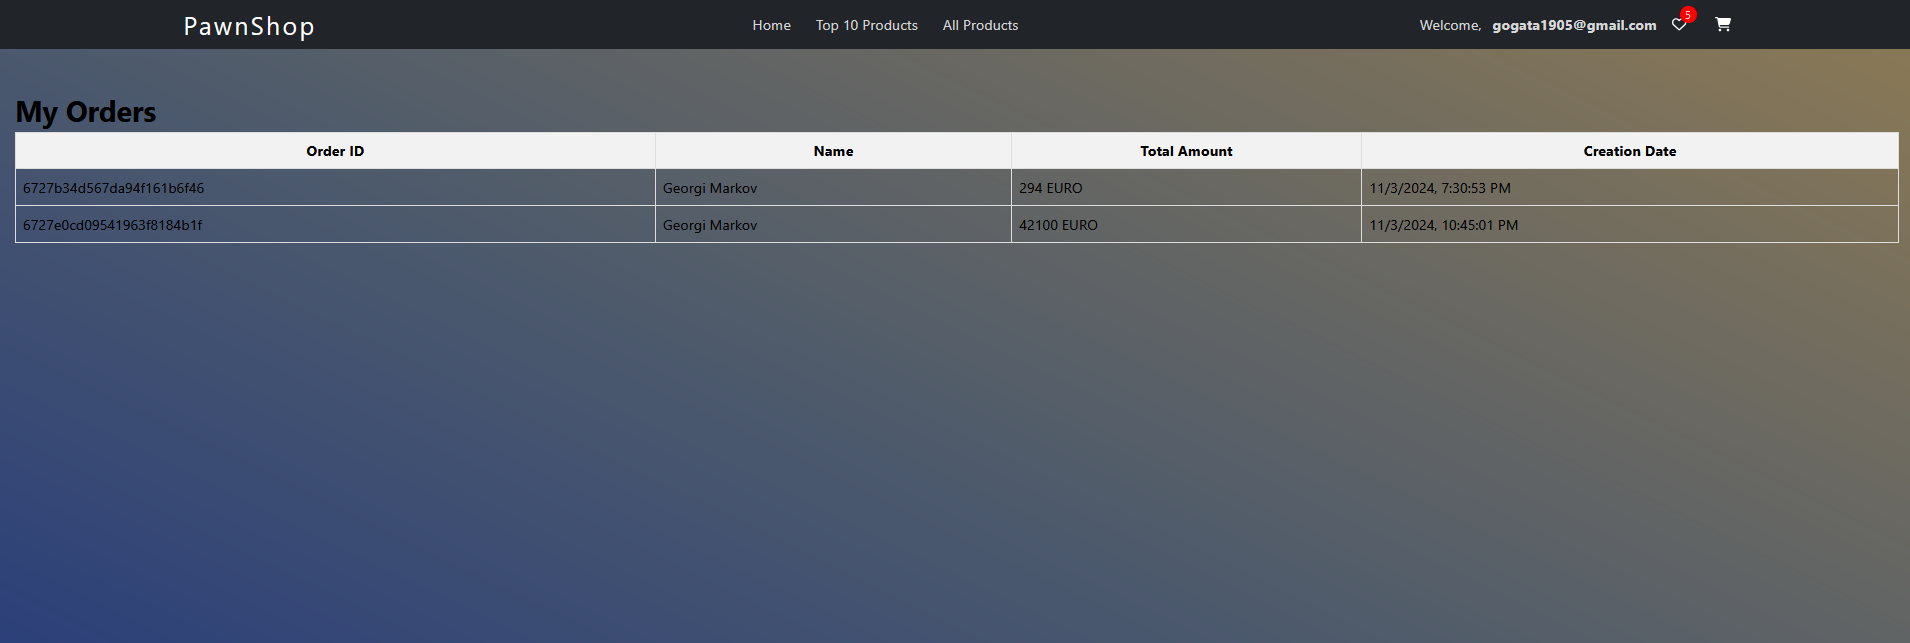 PawnShop Home Top 10 Products All Products Welcome, gogata1905@gmail.com 5
My Orders
Order ID Name Total Amount Creation Date
6727b34d567da94f161b6f46 Georgi Markov 294 EURO 11/3/2024, 7:30:53 PM
6727e0cd09541963f8184b1f Georgi Markov 42100 EURO 11/3/2024, 10:45:01 PM